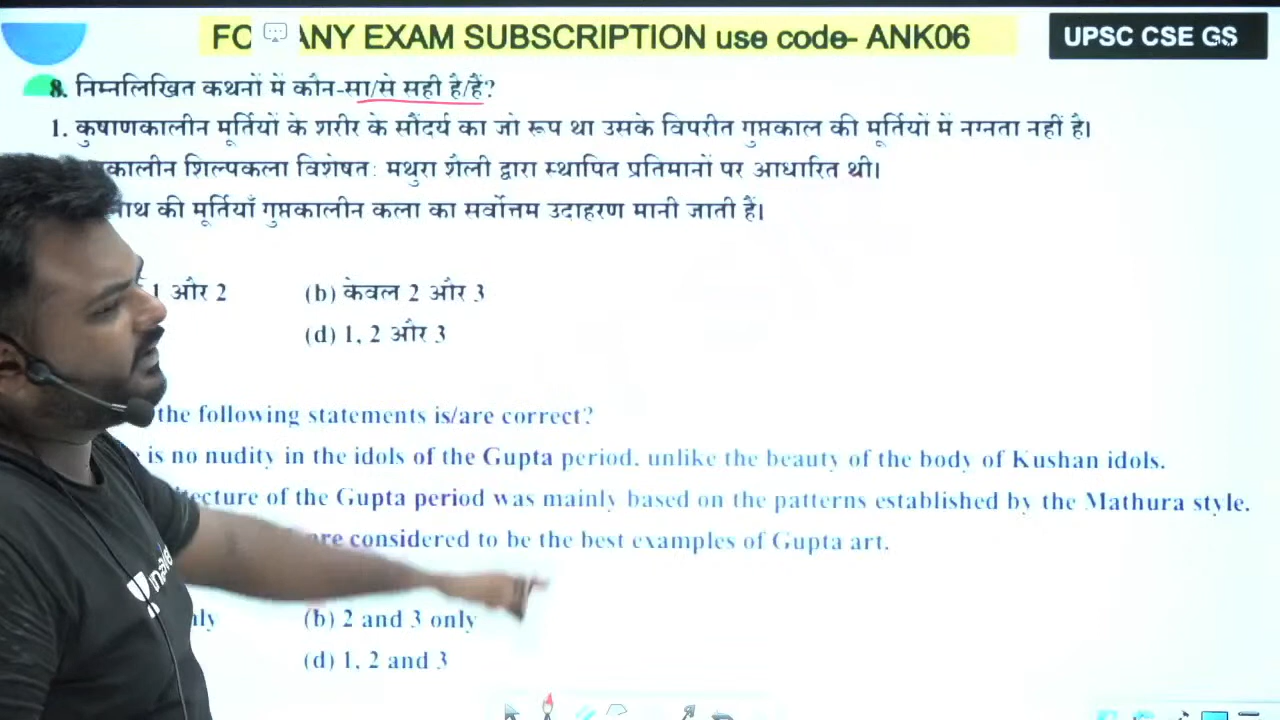 FO ANY EXAM SUBSCRIPTION use code- ANK06
UPSC CSE GS
8. निम्नलिखित कथनों में कौन-सा/से सही है/हैं?
1. कुषाणकालीन मूर्तियों के शरीर के सौंदर्य का जो रूप था उसके विपरीत गुप्तकाल की मूर्तियों में नग्नता नहीं है।
कालीन शिल्पकला विशेषतः मथुरा शैली द्वारा स्थापित प्रतिमानों पर आधारित थी।
नाथ की मूर्तियाँ गुप्तकालीन कला का सर्वोत्तम उदाहरण मानी जाती हैं।
1 और 2 (b) केवल 2 और 3
(d) 1, 2 और 3
the following statements is/are correct?
is no nudity in the idols of the Gupta period, unlike the beauty of the body of Kushan idols.
tecture of the Gupta period was mainly based on the patterns established by the Mathura style.
are considered to be the best examples of Gupta art.
nly (b) 2 and 3 only
(d) 1, 2 and 3